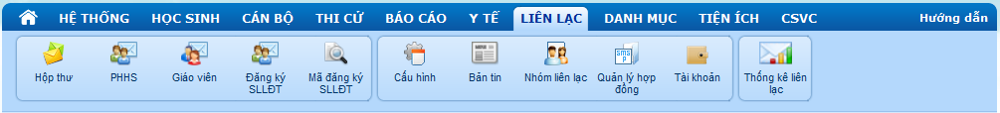 HỆ THỐNG HỌC SINH CÁN BỘ THI CỬ BÁO CÁO Y TẾ LIÊN LẠC DANH MỤC TIỆN ÍCH CSVC Hướng dẫn
Hộp thư PHHS Giáo viên Đăng ký SLLĐT Mã đăng ký SLLĐT Cấu hình Bản tin Nhóm liên lạc Quản lý hợp đồng Tài khoản Thống kê liên lạc